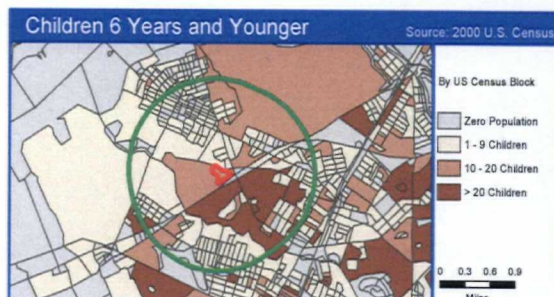 Children 6 Years and Younger
Source: 2000 U.S. Census
By US Census Block
Zero Population
1 - 9 Children
10 - 20 Children
> 20 Children
0 0.3 0.6 0.9
Miles